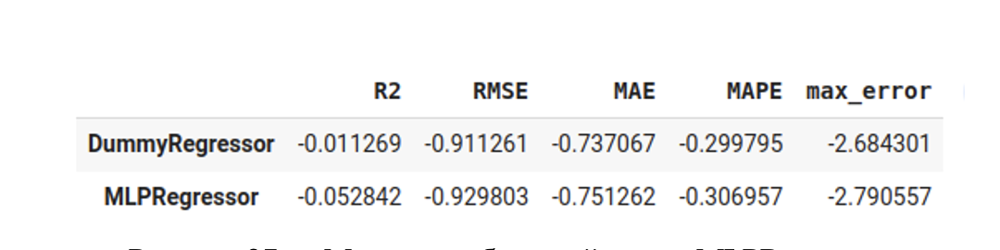 R2 RMSE MAE MAPE max_error
DummyRegressor -0.011269 -0.911261 -0.737067 -0.299795 -2.684301
MLPRegressor -0.052842 -0.929803 -0.751262 -0.306957 -2.790557